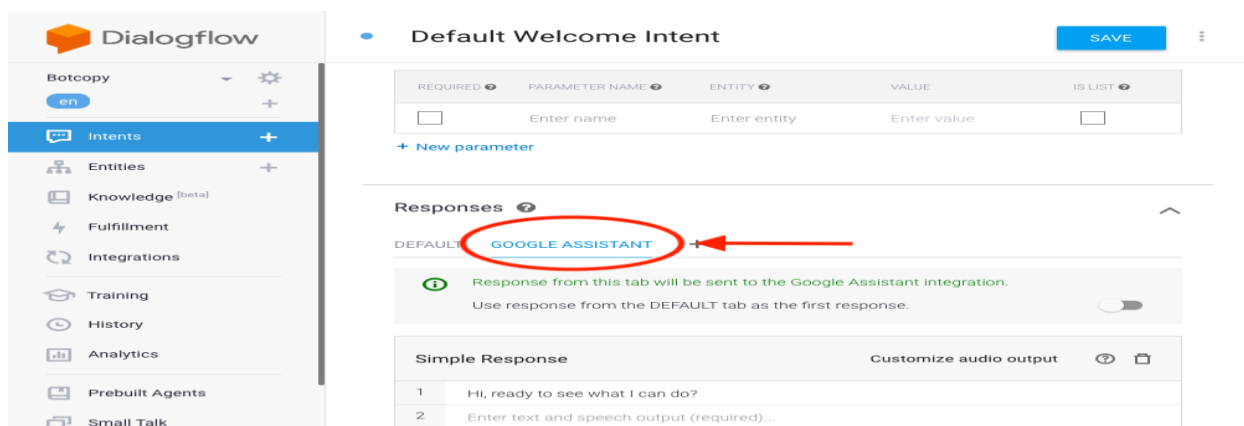 Dialogflow
Default Welcome Intent
SAVE
Botcopy
en
Intents
Entities
Knowledge [beta]
Fulfillment
Integrations
Training
History
Analytics
Prebuilt Agents
Small Talk
REQUIRED PARAMETER NAME ENTITY VALUE IS LIST
Enter name Enter entity Enter value
+ New parameter
Responses
DEFAULT GOOGLE ASSISTANT +
Response from this tab will be sent to the Google Assistant integration.
Use response from the DEFAULT tab as the first response.
Simple Response Customize audio output
1 Hi, ready to see what I can do?
2 Enter text and speech output (required)...